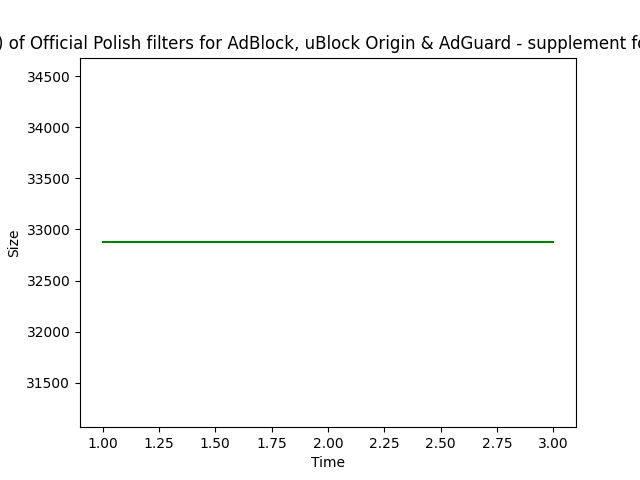 ) of Official Polish filters for AdBlock, uBlock Origin & AdGuard - supplement fo
34500
34000
33500
33000
32500
32000
31500
Size
1.00 1.25 1.50 1.75 2.00 2.25 2.50 2.75 3.00
Time